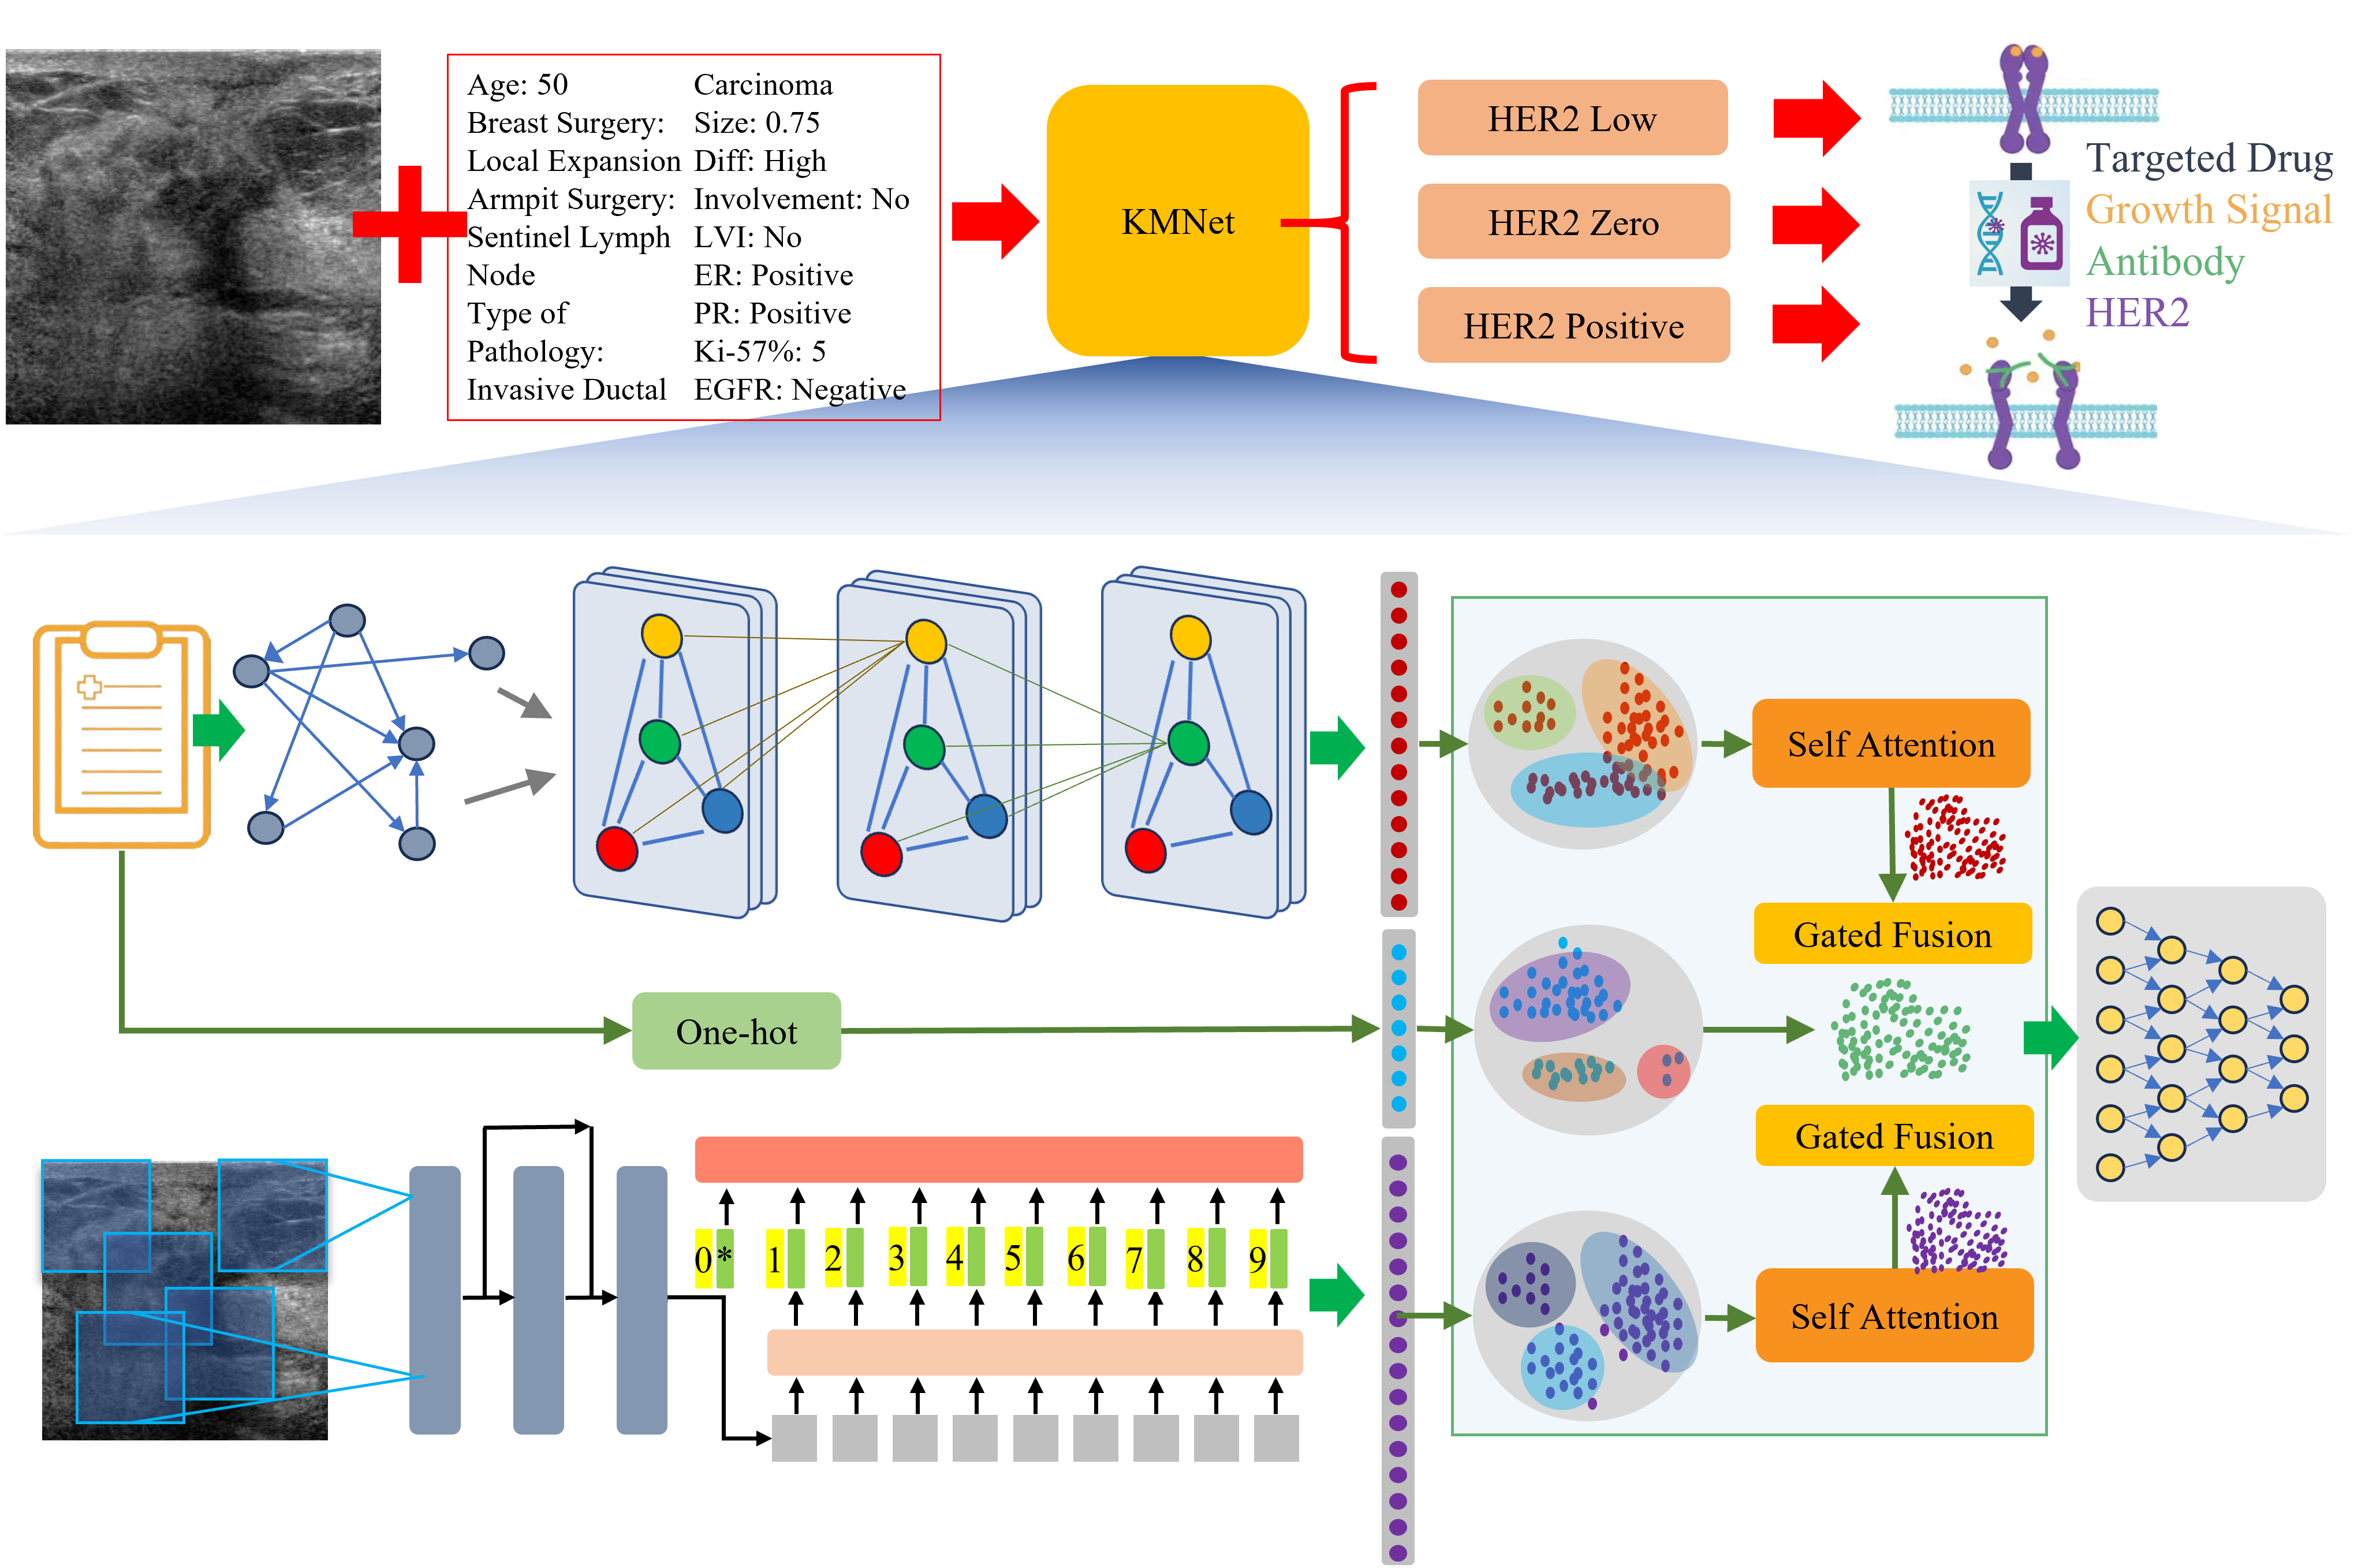 Age: 50
Breast Surgery:
Local Expansion
Armpit Surgery:
Sentinel Lymph
Node
Type of
Pathology:
Invasive Ductal
Carcinoma
Size: 0.75
Diff: High
Involvement: No
LVI: No
ER: Positive
PR: Positive
Ki-57%: 5
EGFR: Negative
KMNet
HER2 Low
HER2 Zero
HER2 Positive
Targeted Drug
Growth Signal
Antibody
HER2
Self Attention
Gated Fusion
One-hot
Gated Fusion
Self Attention
0 * 1 2 3 4 5 6 7 8 9